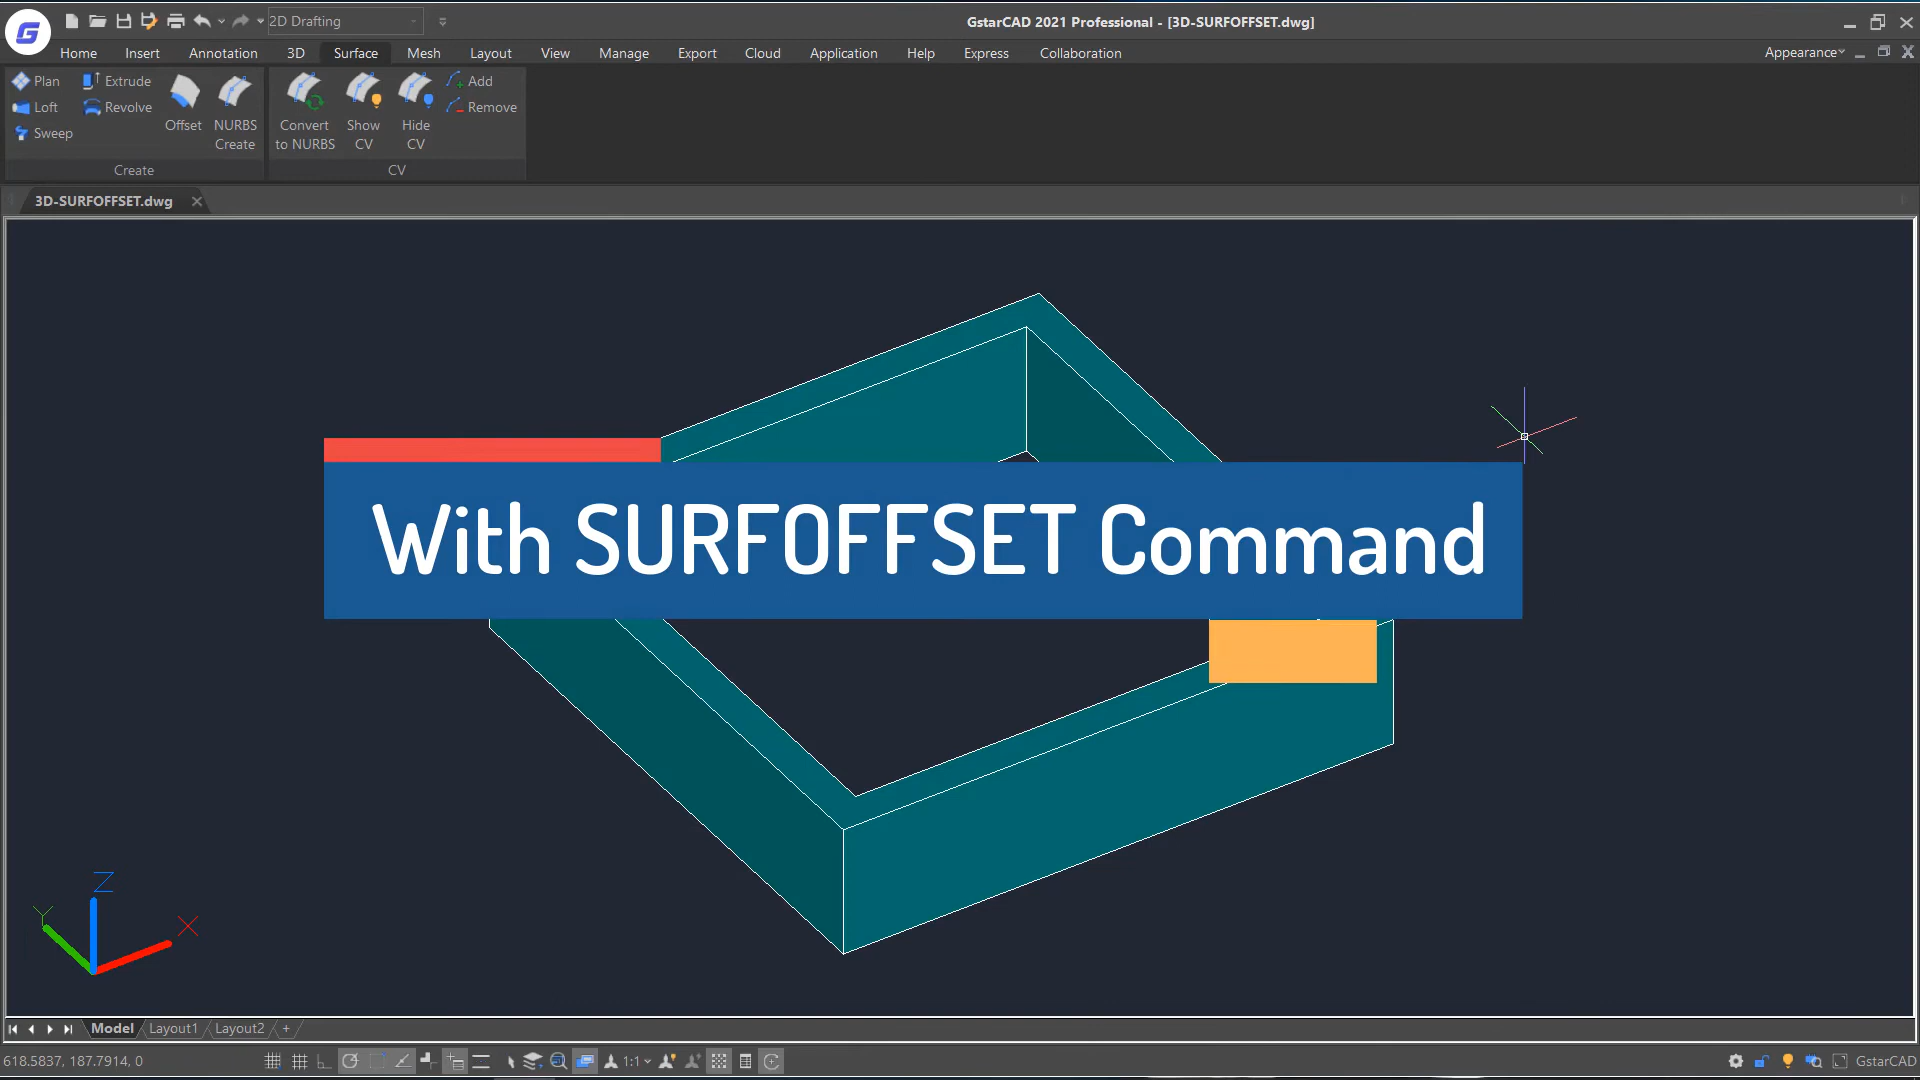 2D Drafting
GstarCAD 2021 Professional - [3D-SURFOFFSET.dwg]
Home Insert Annotation 3D Surface Mesh Layout View Manage Export Cloud Application Help Express Collaboration Appearance
Plan Extrude
Loft Revolve
Sweep
Offset
NURBS
Create
Create
Convert
to NURBS
Show
CV
Hide
CV
Add
Remove
CV
3D-SURFOFFSET.dwg
With SURFOFFSET Command
Z
Y
X
Model Layout1 Layout2 +
618.5837, 187.7914, 0
1:1
GstarCAD